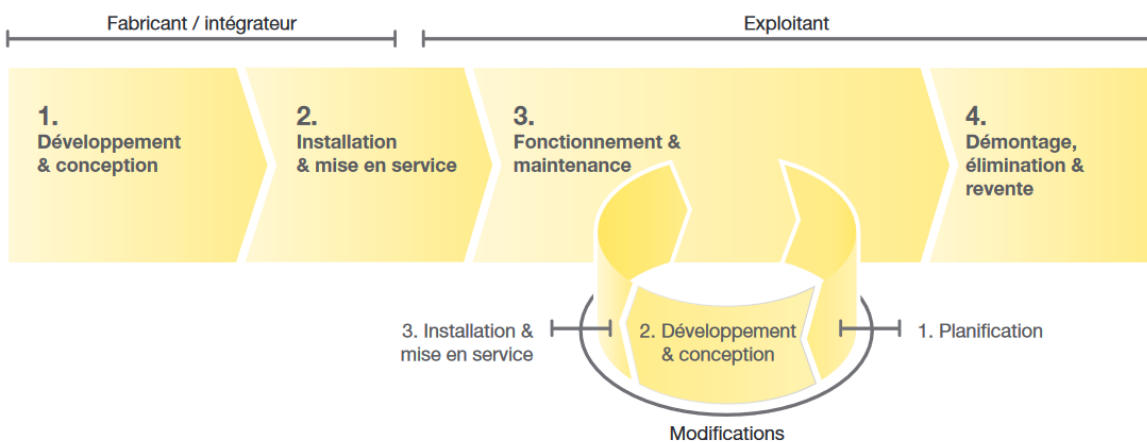 Fabricant / intégrateur
Exploitant
1.
Développement
& conception
2.
Installation
& mise en service
3.
Fonctionnement &
maintenance
4.
Démontage,
élimination &
revente
3. Installation &
mise en service
2. Développement
& conception
1. Planification
Modifications